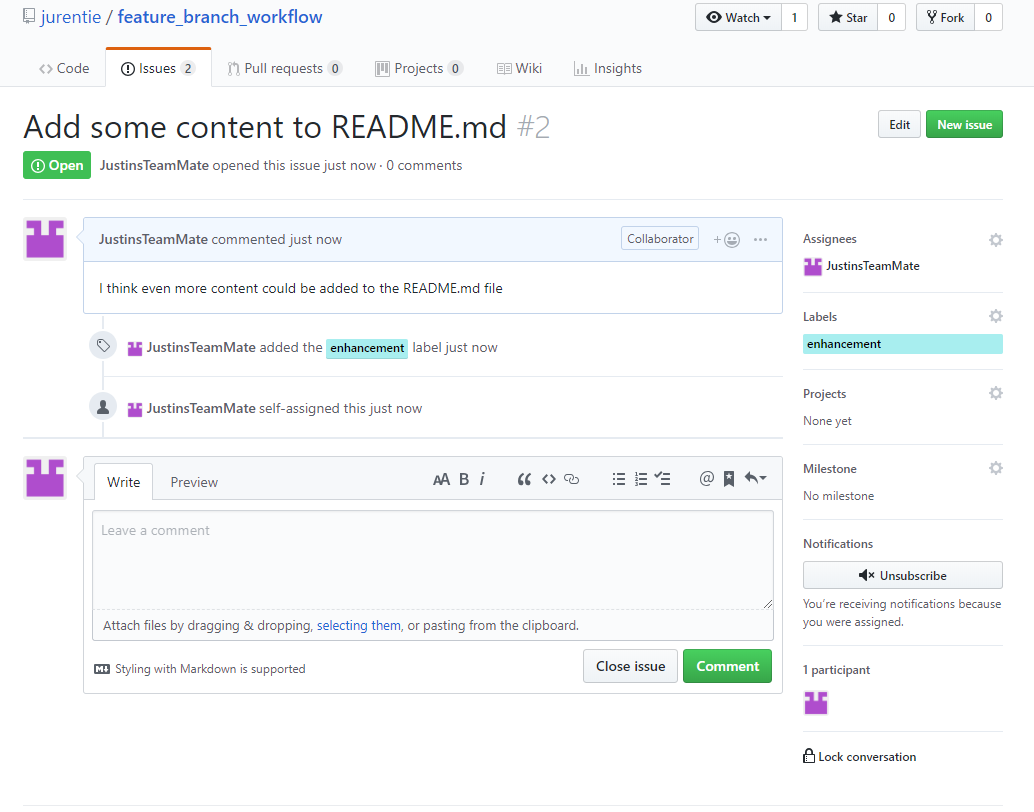 jurentie / feature_branch_workflow
Watch 1 Star 0 Fork 0
Code Issues 2 Pull requests 0 Projects 0 Wiki Insights
Add some content to README.md #2
Edit New issue
Open JustinsTeamMate opened this issue just now · 0 comments
JustinsTeamMate commented just now
Collaborator
I think even more content could be added to the README.md file
JustinsTeamMate added the enhancement label just now
JustinsTeamMate self-assigned this just now
Write Preview
AA B i
Leave a comment
Attach files by dragging & dropping, selecting them, or pasting from the clipboard.
Styling with Markdown is supported
Close issue Comment
Assignees
JustinsTeamMate
Labels
enhancement
Projects
None yet
Milestone
No milestone
Notifications
Unsubscribe
You’re receiving notifications because
you were assigned.
1 participant
Lock conversation